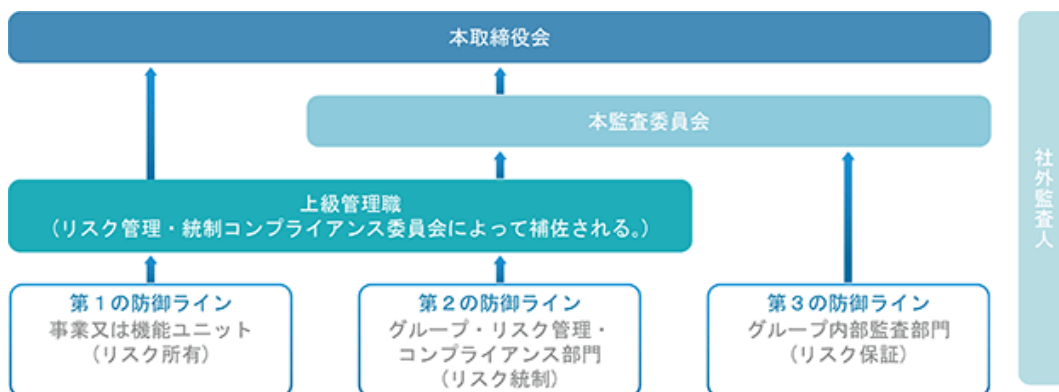 本取締役会
本監査委員会
上級管理職
（リスク管理・統制コンプライアンス委員会によって補佐される。）
第１の防御ライン
事業又は機能ユニット
（リスク所有）
第２の防御ライン
グループ・リスク管理・
コンプライアンス部門
（リスク統制）
第３の防御ライン
グループ内部監査部門
（リスク保証）
社外監査人